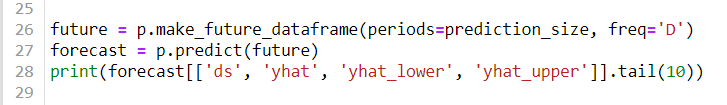 25
26 future = p.make_future_dataframe(periods=prediction_size, freq='D')
27 forecast = p.predict(future)
28 print(forecast[['ds', 'yhat', 'yhat_lower', 'yhat_upper']].tail(10))
29